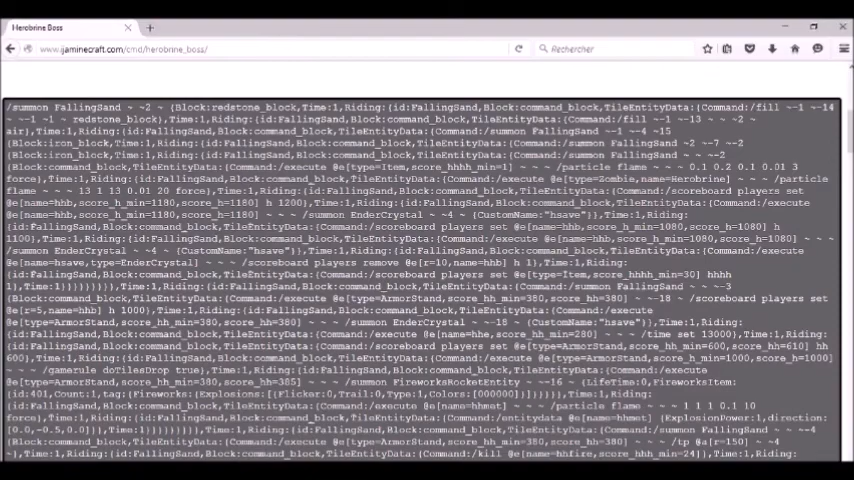 Herobrine Boss
www.ijaminecraft.com/cmd/herobrine_boss/
Rechercher
/summon FallingSand ~ ~2 ~ {Block:redstone_block,Time:1,Riding:{id:FallingSand,Block:command_block,TileEntityData:{Command:/fill ~-1 ~-14
~ ~-1 ~1 ~ redstone_block},Time:1,Riding:{id:FallingSand,Block:command_block,TileEntityData:{Command:/fill ~-1 ~-13 ~ ~2 ~
air},Time:1,Riding:{id:FallingSand,Block:command_block,TileEntityData:{Command:/summon FallingSand ~-1 ~-4 ~15
{Block:iron_block,Time:1,Riding:{id:FallingSand,Block:command_block,TileEntityData:{Command:/summon FallingSand ~2 ~-7 ~-2
{Block:iron_block,Time:1,Riding:{id:FallingSand,Block:command_block,TileEntityData:{Command:/summon FallingSand ~ ~ ~-2
{Block:command_block,TileEntityData:{Command:/execute @e[type=Item,score_hhhh_min=1] ~ ~ ~ /particle flame ~ ~ ~ 0.1 0.2 0.1 0.01 3
force},Time:1,Riding:{id:FallingSand,Block:command_block,TileEntityData:{Command:/execute @e[type=Zombie,name=Herobrine] ~ ~ ~ /particle
flame ~ ~ ~ 13 1 13 0.01 20 force},Time:1,Riding:{id:FallingSand,Block:command_block,TileEntityData:{Command:/scoreboard players set
@e[name=hhb,score_h_min=1180,score_h=1180] h 1200},Time:1,Riding:{id:FallingSand,Block:command_block,TileEntityData:{Command:/execute
@e[name=hhb,score_h_min=1180,score_h=1180] ~ ~ ~ /summon EnderCrystal ~ ~4 ~ {CustomName:"hsave"}},Time:1,Riding:
{id:FallingSand,Block:command_block,TileEntityData:{Command:/scoreboard players set @e[name=hhb,score_h_min=1080,score_h=1080] h
1100},Time:1,Riding:{id:FallingSand,Block:command_block,TileEntityData:{Command:/execute @e[name=hhb,score_h_min=1080,score_h=1080] ~ ~ ~
/summon EnderCrystal ~ ~4 ~ {CustomName:"hsave"}},Time:1,Riding:{id:FallingSand,Block:command_block,TileEntityData:{Command:/execute
@e[name=hsave,type=EnderCrystal] ~ ~ ~ /scoreboard players remove @e[r=10,name=hhb] h 1},Time:1,Riding:
{id:FallingSand,Block:command_block,TileEntityData:{Command:/scoreboard players set @e[type=Item,score_hhhh_min=30] hhhh
1},Time:1}}}}}}}}},Time:1,Riding:{id:FallingSand,Block:command_block,TileEntityData:{Command:/summon FallingSand ~ ~ ~-3
{Block:command_block,TileEntityData:{Command:/execute @e[type=ArmorStand,score_hh_min=380,score_hh=380] ~ ~-18 ~ /scoreboard players set
@e[r=5,name=hhb] h 1000},Time:1,Riding:{id:FallingSand,Block:command_block,TileEntityData:{Command:/execute
@e[type=ArmorStand,score_hh_min=380,score_hh=380] ~ ~ ~ /summon EnderCrystal ~ ~-18 ~ {CustomName:"hsave"}},Time:1,Riding:
{id:FallingSand,Block:command_block,TileEntityData:{Command:/execute @e[name=hhe,score_hh_min=280] ~ ~ ~ /time set 13000},Time:1,Riding:
{id:FallingSand,Block:command_block,TileEntityData:{Command:/scoreboard players set @e[type=ArmorStand,score_hh_min=600,score_hh=610] hh
600},Time:1,Riding:{id:FallingSand,Block:command_block,TileEntityData:{Command:/execute @e[type=ArmorStand,score_hh_min=1000,score_hh=1000]
~ ~ ~ /gamerule doTilesDrop true},Time:1,Riding:{id:FallingSand,Block:command_block,TileEntityData:{Command:/execute
@e[type=ArmorStand,score_hh_min=380,score_hh=385] ~ ~ ~ /summon FireworksRocketEntity ~ ~-16 ~ {LifeTime:0,FireworksItem:
{id:401,Count:1,tag:{Fireworks:{Explosions:[{Flicker:0,Trail:0,Type:1,Colors:[000000]}]}}}}},Time:1,Riding:
{id:FallingSand,Block:command_block,TileEntityData:{Command:/execute @e[name=hhmet] ~ ~ ~ /particle flame ~ ~ ~ 1 1 1 0.1 10
force},Time:1,Riding:{id:FallingSand,Block:command_block,TileEntityData:{Command:/entitydata @e[name=hhmet] {ExplosionPower:1,direction:
[0.0,-0.5,0.0]}},Time:1}}}}}}}}},Time:1,Riding:{id:FallingSand,Block:command_block,TileEntityData:{Command:/summon FallingSand ~ ~ ~-4
{Block:command_block,TileEntityData:{Command:/execute @e[type=ArmorStand,score_hh_min=380,score_hh=380] ~ ~ ~ /tp @a[r=150] ~ ~4
~},Time:1,Riding:{id:FallingSand,Block:command_block,TileEntityData:{Command:/kill @e[type=hhfire,score_hh_min=24]},Time:1,Riding: